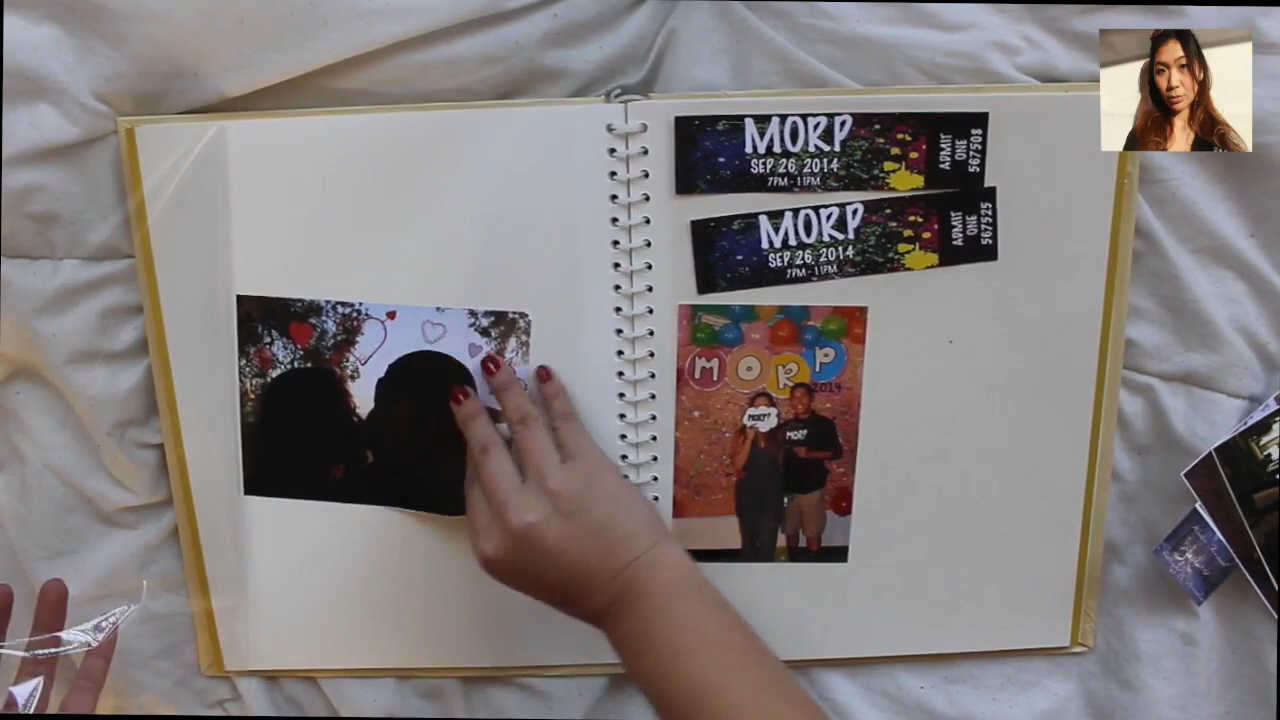 MORP
SEP 26, 2014
7PM - 11PM
ADMIT
ONE
567508
MORP
SEP 26, 2014
7PM - 11PM
ADMIT
ONE
567525
MORP
2014
MORP?
MORP